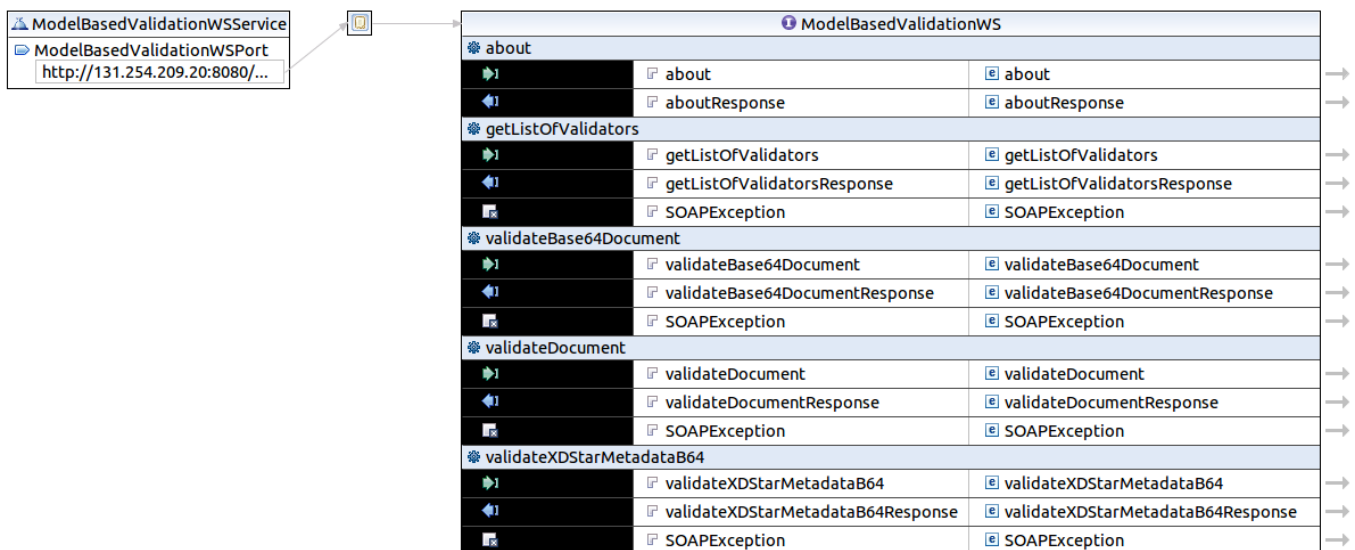 ModelBasedValidationWSService
ModelBasedValidationWSPort
http://131.254.209.20:8080/...
ModelBasedValidationWS
about
about about
aboutResponse aboutResponse
getListOfValidators
getListOfValidators getListOfValidators
getListOfValidatorsResponse getListOfValidatorsResponse
SOAPException SOAPException
validateBase64Document
validateBase64Document validateBase64Document
validateBase64DocumentResponse validateBase64DocumentResponse
SOAPException SOAPException
validateDocument
validateDocument validateDocument
validateDocumentResponse validateDocumentResponse
SOAPException SOAPException
validateXDStarMetadataB64
validateXDStarMetadataB64 validateXDStarMetadataB64
validateXDStarMetadataB64Response validateXDStarMetadataB64Response
SOAPException SOAPException